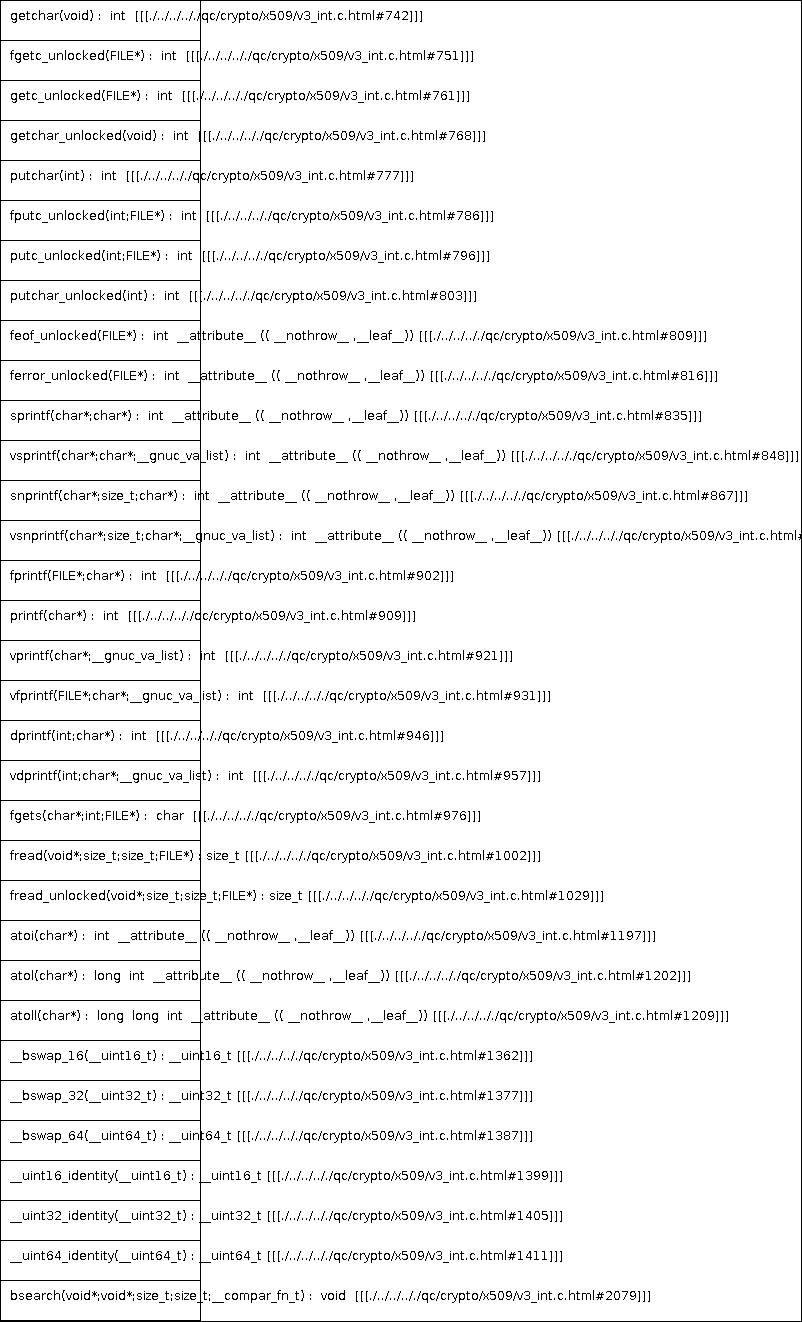 getchar(void) :  int  [[[./../../../../qc/crypto/x509/v3_int.c.html#742]]]
fgetc_unlocked(FILE*) :  int  [[[./../../../../qc/crypto/x509/v3_int.c.html#751]]]
getc_unlocked(FILE*) :  int  [[[./../../../../qc/crypto/x509/v3_int.c.html#761]]]
getchar_unlocked(void) :  int  [[[./../../../../qc/crypto/x509/v3_int.c.html#768]]]
putchar(int) :  int  [[[./../../../../qc/crypto/x509/v3_int.c.html#777]]]
fputc_unlocked(int;FILE*) :  int  [[[./../../../../qc/crypto/x509/v3_int.c.html#786]]]
putc_unlocked(int;FILE*) :  int  [[[./../../../../qc/crypto/x509/v3_int.c.html#796]]]
putchar_unlocked(int) :  int  [[[./../../../../qc/crypto/x509/v3_int.c.html#803]]]
feof_unlocked(FILE*) :  int  __attribute__ (( __nothrow__ ,__leaf__)) [[[./../../../../qc/crypto/x509/v3_int.c.html#809]]]
ferror_unlocked(FILE*) :  int  __attribute__ (( __nothrow__ ,__leaf__)) [[[./../../../../qc/crypto/x509/v3_int.c.html#816]]]
sprintf(char*;char*) :  int  __attribute__ (( __nothrow__ ,__leaf__)) [[[./../../../../qc/crypto/x509/v3_int.c.html#835]]]
vsprintf(char*;char*;__gnuc_va_list) :  int  __attribute__ (( __nothrow__ ,__leaf__)) [[[./../../../../qc/crypto/x509/v3_int.c.html#848]]]
snprintf(char*;size_t;char*) :  int  __attribute__ (( __nothrow__ ,__leaf__)) [[[./../../../../qc/crypto/x509/v3_int.c.html#867]]]
vsnprintf(char*;size_t;char*;__gnuc_va_list) :  int  __attribute__ (( __nothrow__ ,__leaf__)) [[[./../../../../qc/crypto/x509/v3_int.c.html#
fprintf(FILE*;char*) :  int  [[[./../../../../qc/crypto/x509/v3_int.c.html#902]]]
printf(char*) :  int  [[[./../../../../qc/crypto/x509/v3_int.c.html#909]]]
vprintf(char*;__gnuc_va_list) :  int  [[[./../../../../qc/crypto/x509/v3_int.c.html#921]]]
vfprintf(FILE*;char*;__gnuc_va_list) :  int  [[[./../../../../qc/crypto/x509/v3_int.c.html#931]]]
dprintf(int;char*) :  int  [[[./../../../../qc/crypto/x509/v3_int.c.html#946]]]
vdprintf(int;char*;__gnuc_va_list) :  int  [[[./../../../../qc/crypto/x509/v3_int.c.html#957]]]
fgets(char*;int;FILE*) :  char  [[[./../../../../qc/crypto/x509/v3_int.c.html#976]]]
fread(void*;size_t;size_t;FILE*) : size_t [[[./../../../../qc/crypto/x509/v3_int.c.html#1002]]]
fread_unlocked(void*;size_t;size_t;FILE*) : size_t [[[./../../../../qc/crypto/x509/v3_int.c.html#1029]]]
atoi(char*) :  int  __attribute__ (( __nothrow__ ,__leaf__)) [[[./../../../../qc/crypto/x509/v3_int.c.html#1197]]]
atol(char*) :  long  int  __attribute__ (( __nothrow__ ,__leaf__)) [[[./../../../../qc/crypto/x509/v3_int.c.html#1202]]]
atoll(char*) :  long  long  int  __attribute__ (( __nothrow__ ,__leaf__)) [[[./../../../../qc/crypto/x509/v3_int.c.html#1209]]]
__bswap_16(__uint16_t) : __uint16_t [[[./../../../../qc/crypto/x509/v3_int.c.html#1362]]]
__bswap_32(__uint32_t) : __uint32_t [[[./../../../../qc/crypto/x509/v3_int.c.html#1377]]]
__bswap_64(__uint64_t) : __uint64_t [[[./../../../../qc/crypto/x509/v3_int.c.html#1387]]]
__uint16_identity(__uint16_t) : __uint16_t [[[./../../../../qc/crypto/x509/v3_int.c.html#1399]]]
__uint32_identity(__uint32_t) : __uint32_t [[[./../../../../qc/crypto/x509/v3_int.c.html#1405]]]
__uint64_identity(__uint64_t) : __uint64_t [[[./../../../../qc/crypto/x509/v3_int.c.html#1411]]]
bsearch(void*;void*;size_t;size_t;__compar_fn_t) :  void  [[[./../../../../qc/crypto/x509/v3_int.c.html#2079]]]